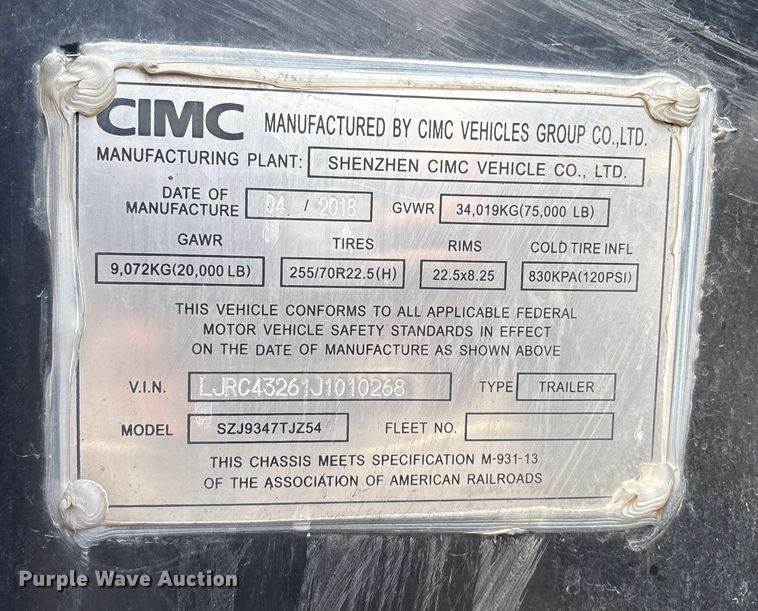 CIMC MANUFACTURED BY CIMC VEHICLES GROUP CO.,LTD.
MANUFACTURING PLANT: SHENZHEN CIMC VEHICLE CO., LTD.
DATE OF MANUFACTURE 04 / 2018 GVWR 34,019KG(75,000 LB)
GAWR TIRES RIMS COLD TIRE INFL
9,072KG(20,000 LB) 255/70R22.5(H) 22.5x8.25 830KPA(120PSI)
THIS VEHICLE CONFORMS TO ALL APPLICABLE FEDERAL
MOTOR VEHICLE SAFETY STANDARDS IN EFFECT
ON THE DATE OF MANUFACTURE AS SHOWN ABOVE
V.I.N. LJRC43261J1010268 TYPE TRAILER
MODEL SZJ9347TJZ54 FLEET NO.
THIS CHASSIS MEETS SPECIFICATION M-931-13
OF THE ASSOCIATION OF AMERICAN RAILROADS
Purple Wave Auction